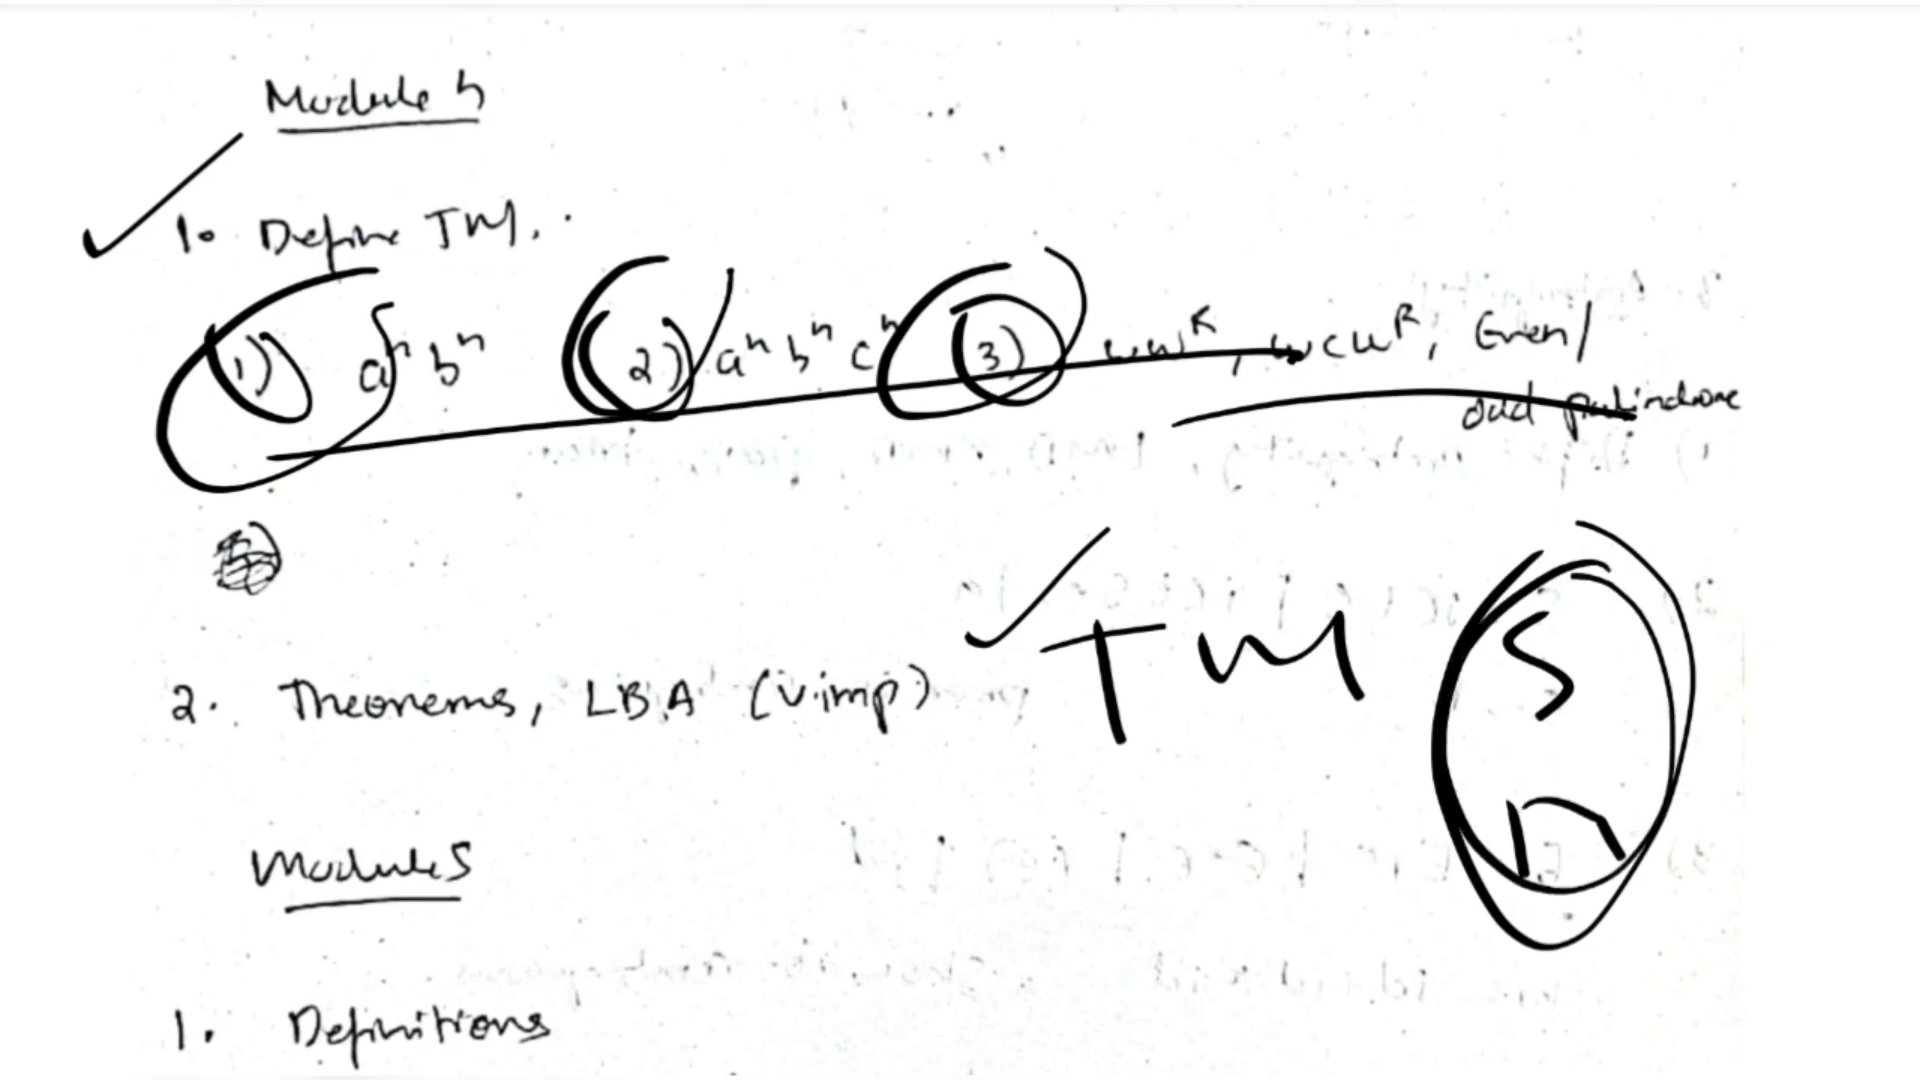 Module 4
1. Define TM.
1) aⁿbⁿ 2) aⁿbⁿcⁿ 3) wwᴿ, wcwᴿ, Even/
odd palindrome
2. Theorems, LBA (v.imp)
TM
S
Module 5
1. Definitions